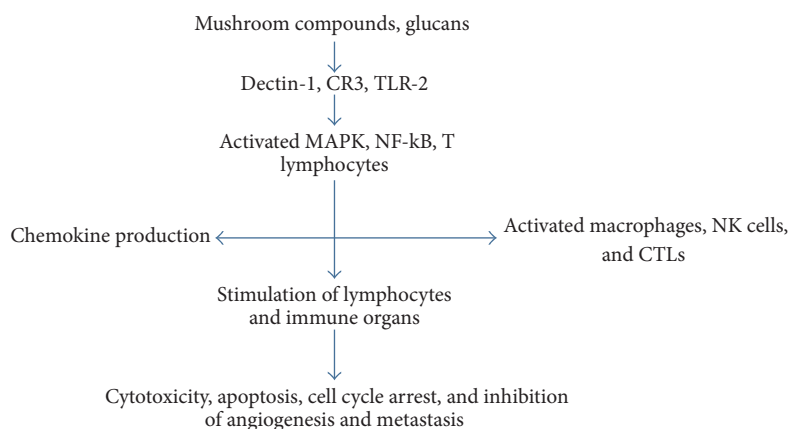 Mushroom compounds, glucans
Dectin-1, CR3, TLR-2
Activated MAPK, NF-kB, T
lymphocytes
Chemokine production
Activated macrophages, NK cells,
and CTLs
Stimulation of lymphocytes
and immune organs
Cytotoxicity, apoptosis, cell cycle arrest, and inhibition
of angiogenesis and metastasis